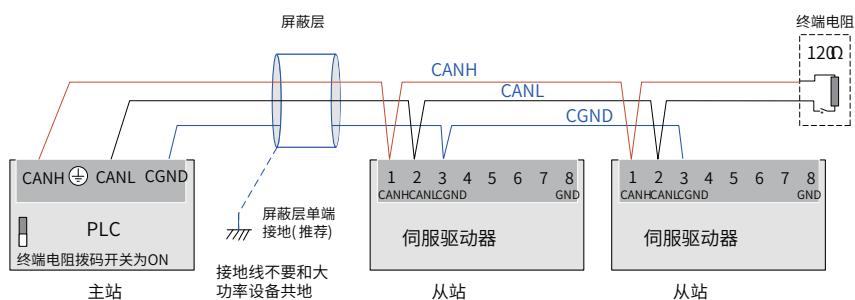 屏蔽层
终端电阻
120Ω
CANH
CANL
CGND
CANH CANL CGND
PLC
终端电阻拨码开关为ON
主站
屏蔽层单端
接地(推荐)
接地线不要和大
功率设备共地
1 2 3 4 5 6 7 8
CANH CANL CGND GND
伺服驱动器
从站
1 2 3 4 5 6 7 8
CANH CANL CGND GND
伺服驱动器
从站